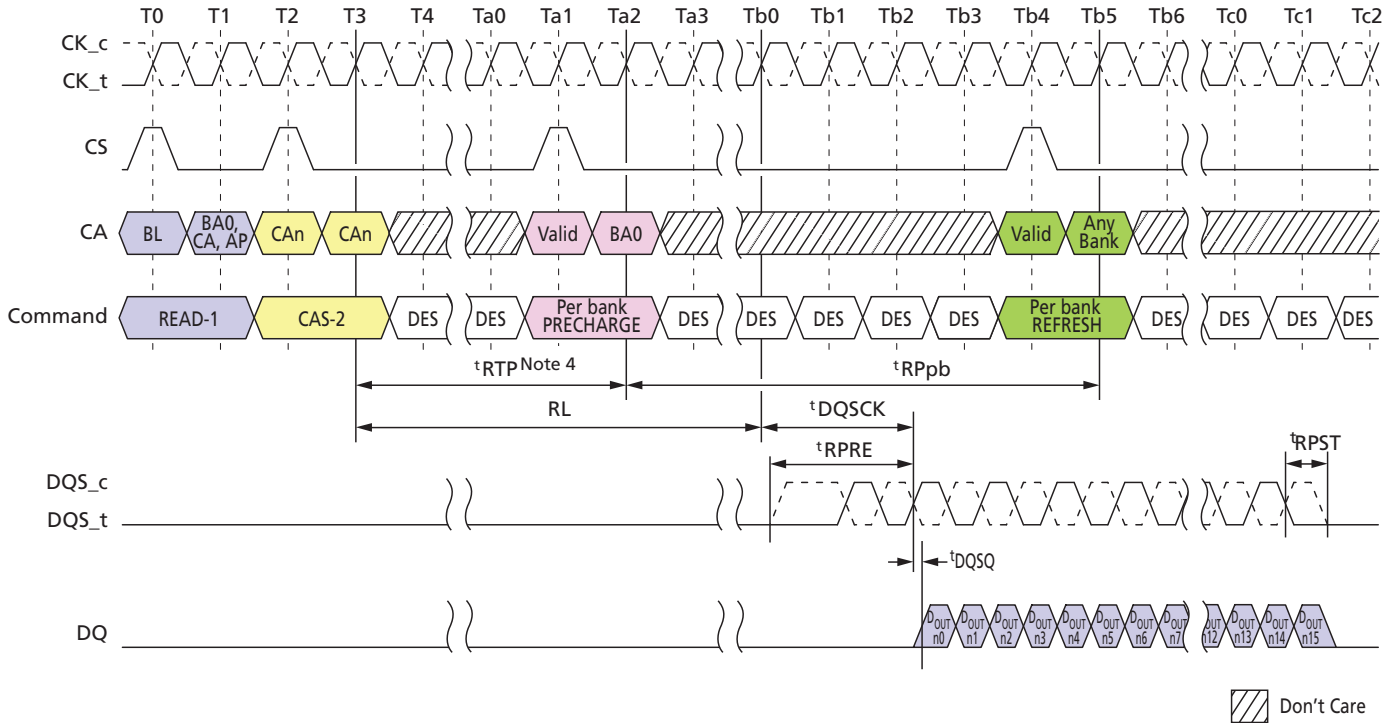 T0 T1 T2 T3 T4 Ta0 Ta1 Ta2 Ta3 Tb0 Tb1 Tb2 Tb3 Tb4 Tb5 Tb6 Tc0 Tc1 Tc2
CK_c
CK_t
CS
CA BL BA0, CA, AP CAn CAn Valid BA0 Valid Any Bank
Command READ-1 CAS-2 DES DES Per bank PRECHARGE DES DES DES DES DES Per bank REFRESH DES DES DES DES
tRTP Note 4 tRPpb
RL tDQSCK
tRPRE tRPST
DQS_c
DQS_t
tDQSQ
DQ DOUT n0 DOUT n1 DOUT n2 DOUT n3 DOUT n4 DOUT n5 DOUT n6 DOUT n7 DOUT n12 DOUT n13 DOUT n14 DOUT n15
Don't Care